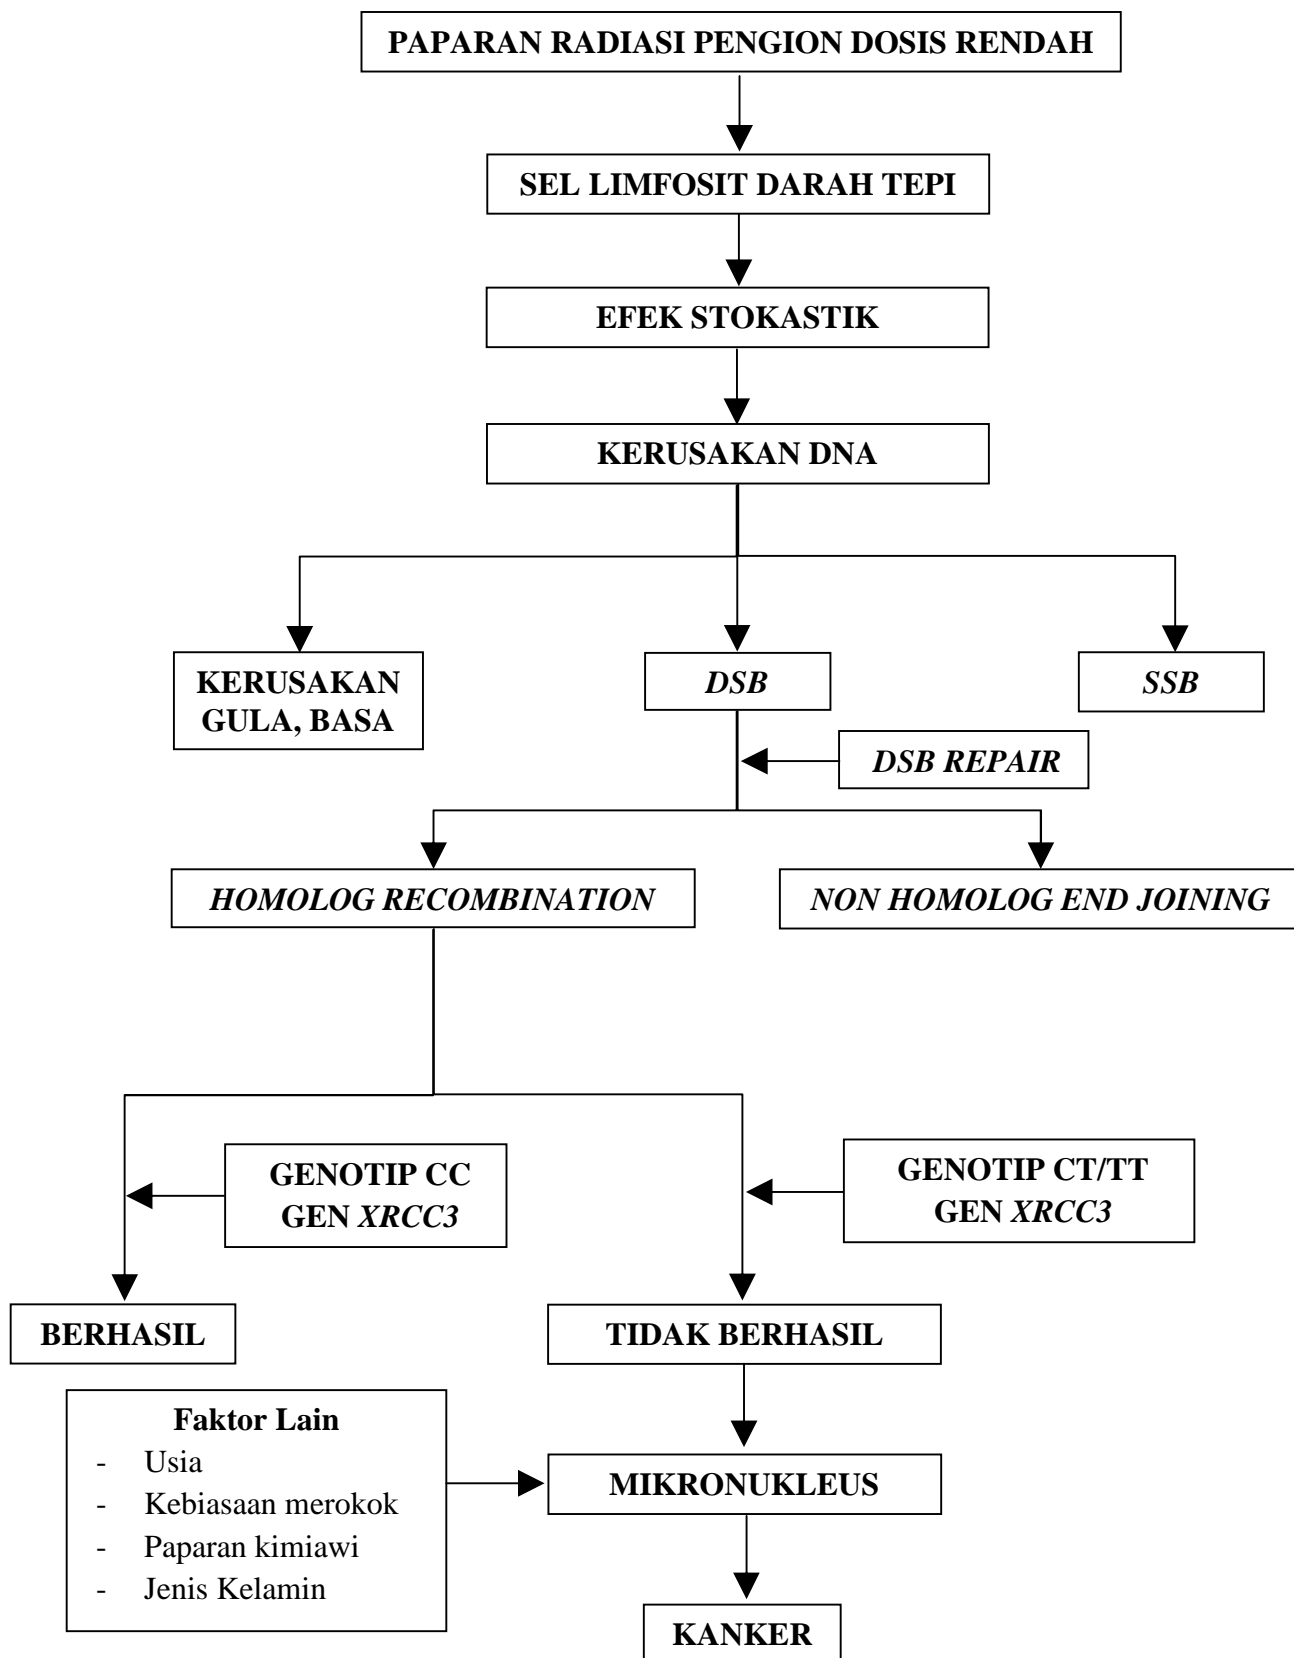 PAPARAN RADIASI PENGION DOSIS RENDAH
SEL LIMFOSIT DARAH TEPI
EFEK STOKASTIK
KERUSAKAN DNA
KERUSAKAN
GULA, BASA
DSB
SSB
DSB REPAIR
HOMOLOG RECOMBINATION
NON HOMOLOG END JOINING
GENOTIP CC
GEN XRCC3
GENOTIP CT/TT
GEN XRCC3
BERHASIL
TIDAK BERHASIL
Faktor Lain
- Usia
- Kebiasaan merokok
- Paparan kimiawi
- Jenis Kelamin
MIKRONUKLEUS
KANKER